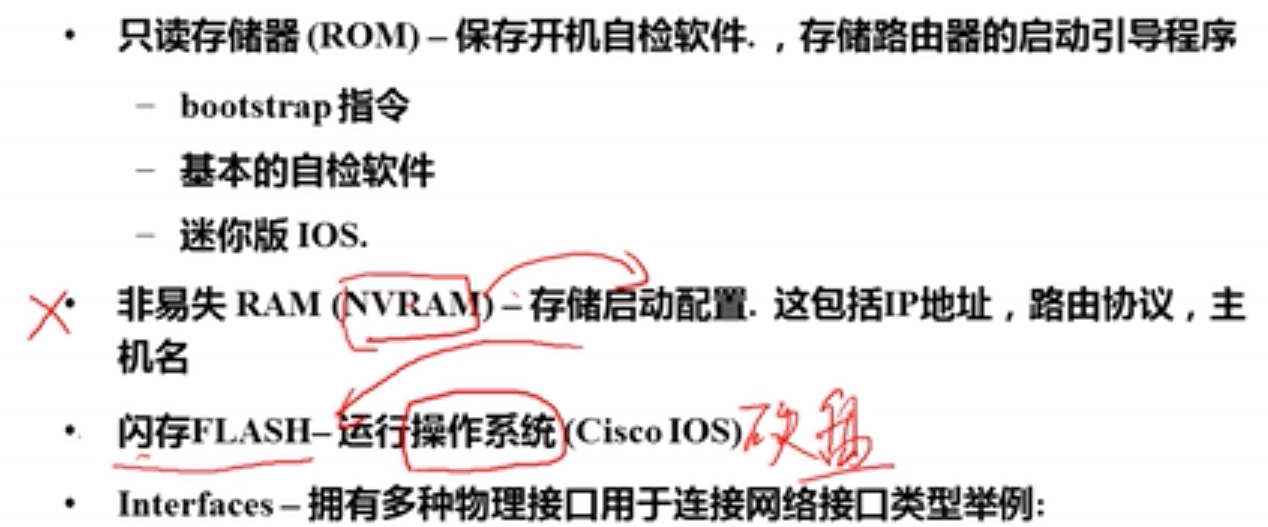 • 只读存储器 (ROM) – 保存开机自检软件. ，存储路由器的启动引导程序
– bootstrap 指令
– 基本的自检软件
– 迷你版 IOS.
• 非易失 RAM (NVRAM) – 存储启动配置. 这包括IP地址，路由协议，主
机名
• 闪存FLASH– 运行操作系统 (Cisco IOS) 硬盘
• Interfaces – 拥有多种物理接口用于连接网络接口类型举例: